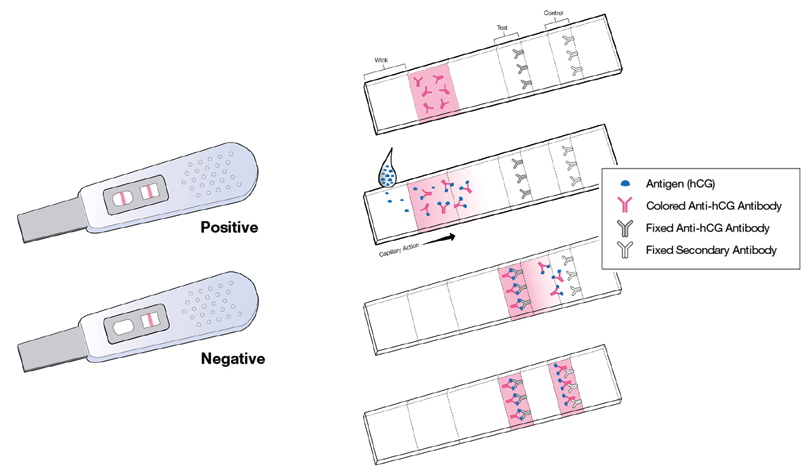 Wick
Test
Control
Positive
Negative
Capillary Action
Antigen (hCG)
Colored Anti-hCG Antibody
Fixed Anti-hCG Antibody
Fixed Secondary Antibody